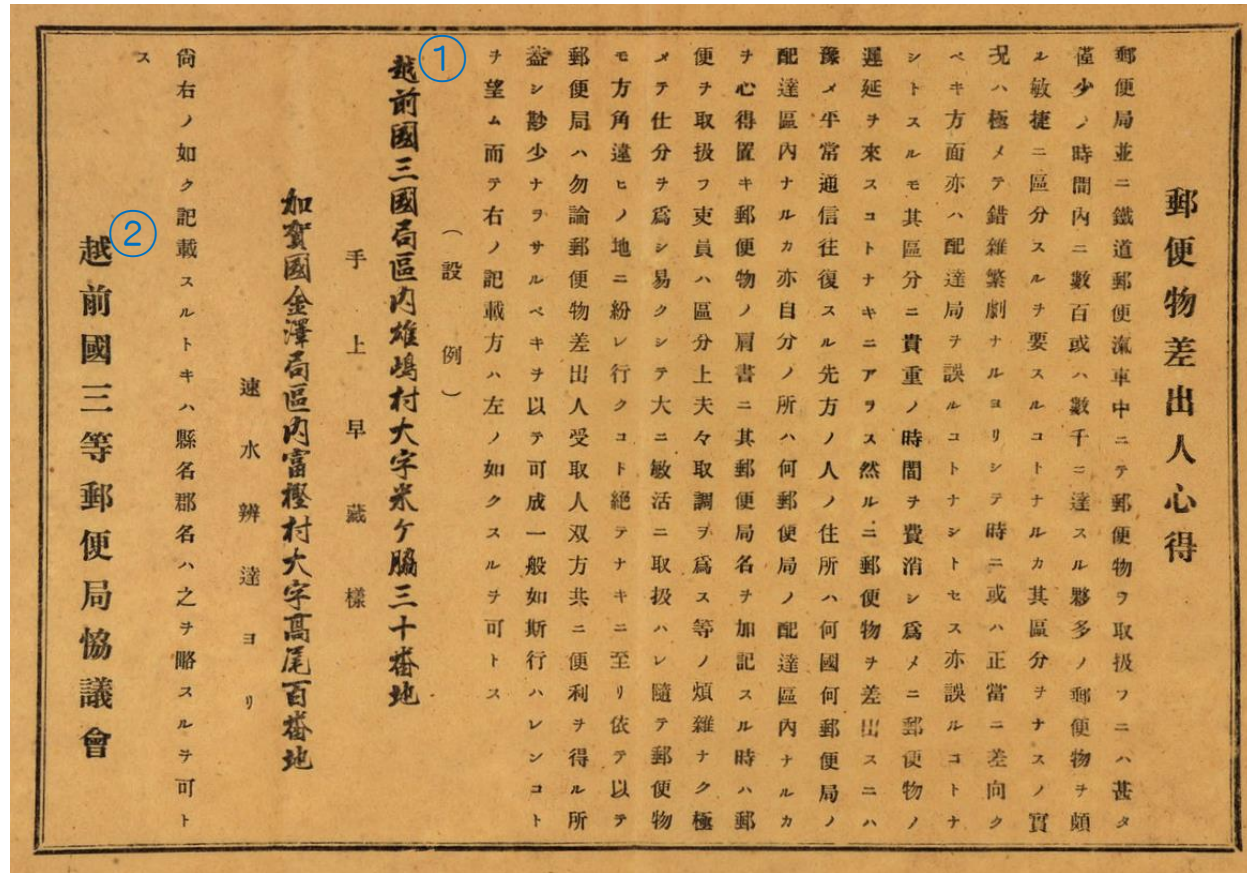 郵便物差出人心得
郵便局並ニ鐵道郵便滊車中ニテ郵便物ヲ取扱フニハ甚タ
僅少ノ時間內ニ數百或ハ數千ニ達スル夥多ノ郵便物ヲ頗
ル敏捷ニ區分スルヲ要スルコトナルカ其區分ヲナスノ實
況ハ極メテ錯雜繁劇ナルヨリシテ時ニ或ハ正當ニ差向ク
ベキ方面亦ハ配達局ヲ誤ルコトナシトセス亦誤ルコトナ
シトスルモ其區分ニ貴重ノ時間ヲ費消シ爲メニ郵便物ノ
遲延ヲ來スコトナキニアラス然ルニ郵便物ヲ差出スニハ
豫メ平常通信往復スル先方ノ人ノ住所ハ何國何郵便局ノ
配達區內ナルカ亦自分ノ所ハ何郵便局ノ配達區內ナルカ
ヲ心得置キ郵便物ノ肩書ニ其郵便局名ヲ加記スル時ハ郵
便ヲ取扱フ吏員ハ區分上夫々取調ヲ爲ス等ノ煩雜ナク極
メテ仕分ヲ爲シ易クシテ大ニ敏活ニ取扱ハレ隨テ郵便物
モ方角違ヒノ地ニ紛レ行クコト絕テナキニ至リ依テ以テ
郵便局ハ勿論郵便物差出人受取人双方共ニ便利ヲ得ル所
蓋シ尠少ナラサルベキヲ以テ可成一般如斯行ハレンコト
ヲ望ム而テ右ノ記載方ハ左ノ如クスルヲ可トス
(設例)
①
越前國三國局區内雄嶋村大字米ケ脇三十番地
手上早藏樣
加賀國金澤局區内富樫村大字高尾百番地
速水辨達ヨリ
尙右ノ如ク記載スルトキハ縣名郡名ハ之ヲ略スルヲ可ト
ス
②
越前國三等郵便局恊議會